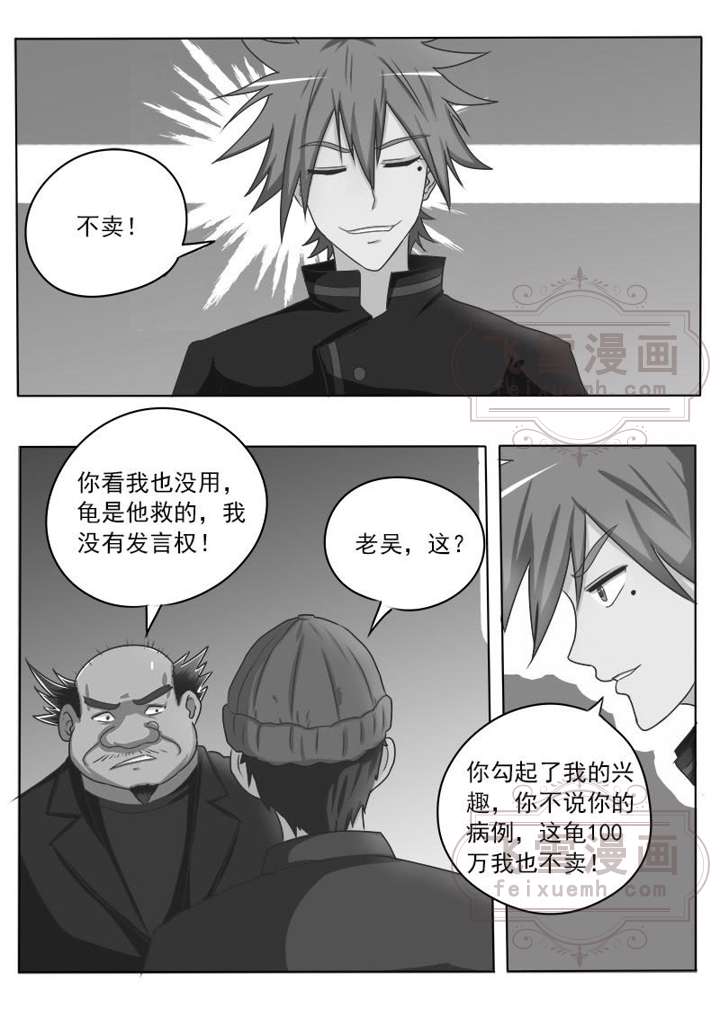 不卖！
飞雪漫画
feixuemh.com
你看我也没用，
龟是他救的，我
没有发言权！
老吴，这？
你勾起了我的兴
趣，你不说你的
病例，这龟100
万我也不卖！
飞雪漫画
feixuemh.com